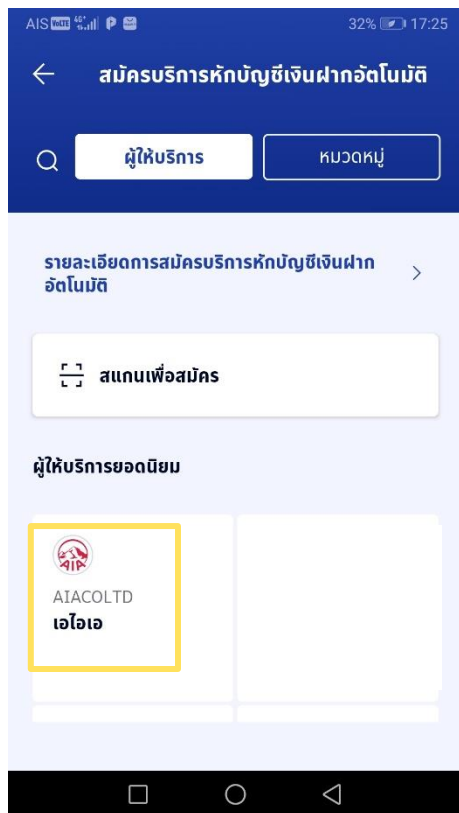 AIS VoLTE 4G+ 32% 17:25
สมัครบริการหักบัญชีเงินฝากอัตโนมัติ
ผู้ให้บริการ หมวดหมู่
รายละเอียดการสมัครบริการหักบัญชีเงินฝาก
อัตโนมัติ
สแกนเพื่อสมัคร
ผู้ให้บริการยอดนิยม
AIA
AIACOLTD
เอไอเอ